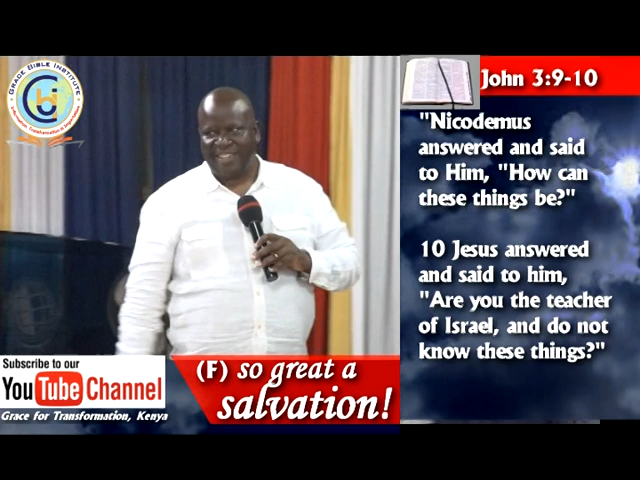 GRACE BIBLE INSTITUTE
John 3:9-10
"Nicodemus
answered and said
to Him, "How can
these things be?"
10 Jesus answered
and said to him,
"Are you the teacher
of Israel, and do not
know these things?"
Subscribe to our
YouTube Channel
Grace for Transformation, Kenya
(F) so great a
salvation!